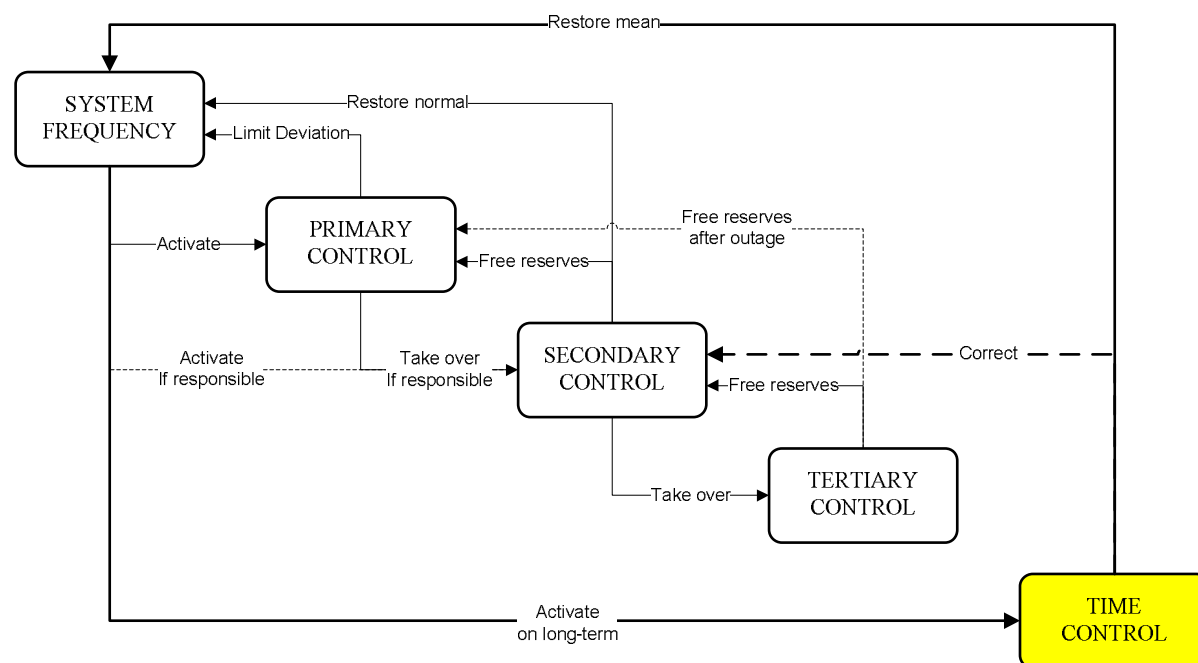 Restore mean
SYSTEM
FREQUENCY
Restore normal
Limit Deviation
PRIMARY
CONTROL
Free reserves
after outage
Activate
Free reserves
Activate
If responsible
Take over
If responsible
SECONDARY
CONTROL
Correct
Free reserves
TERTIARY
CONTROL
Take over
Activate
on long-term
TIME
CONTROL